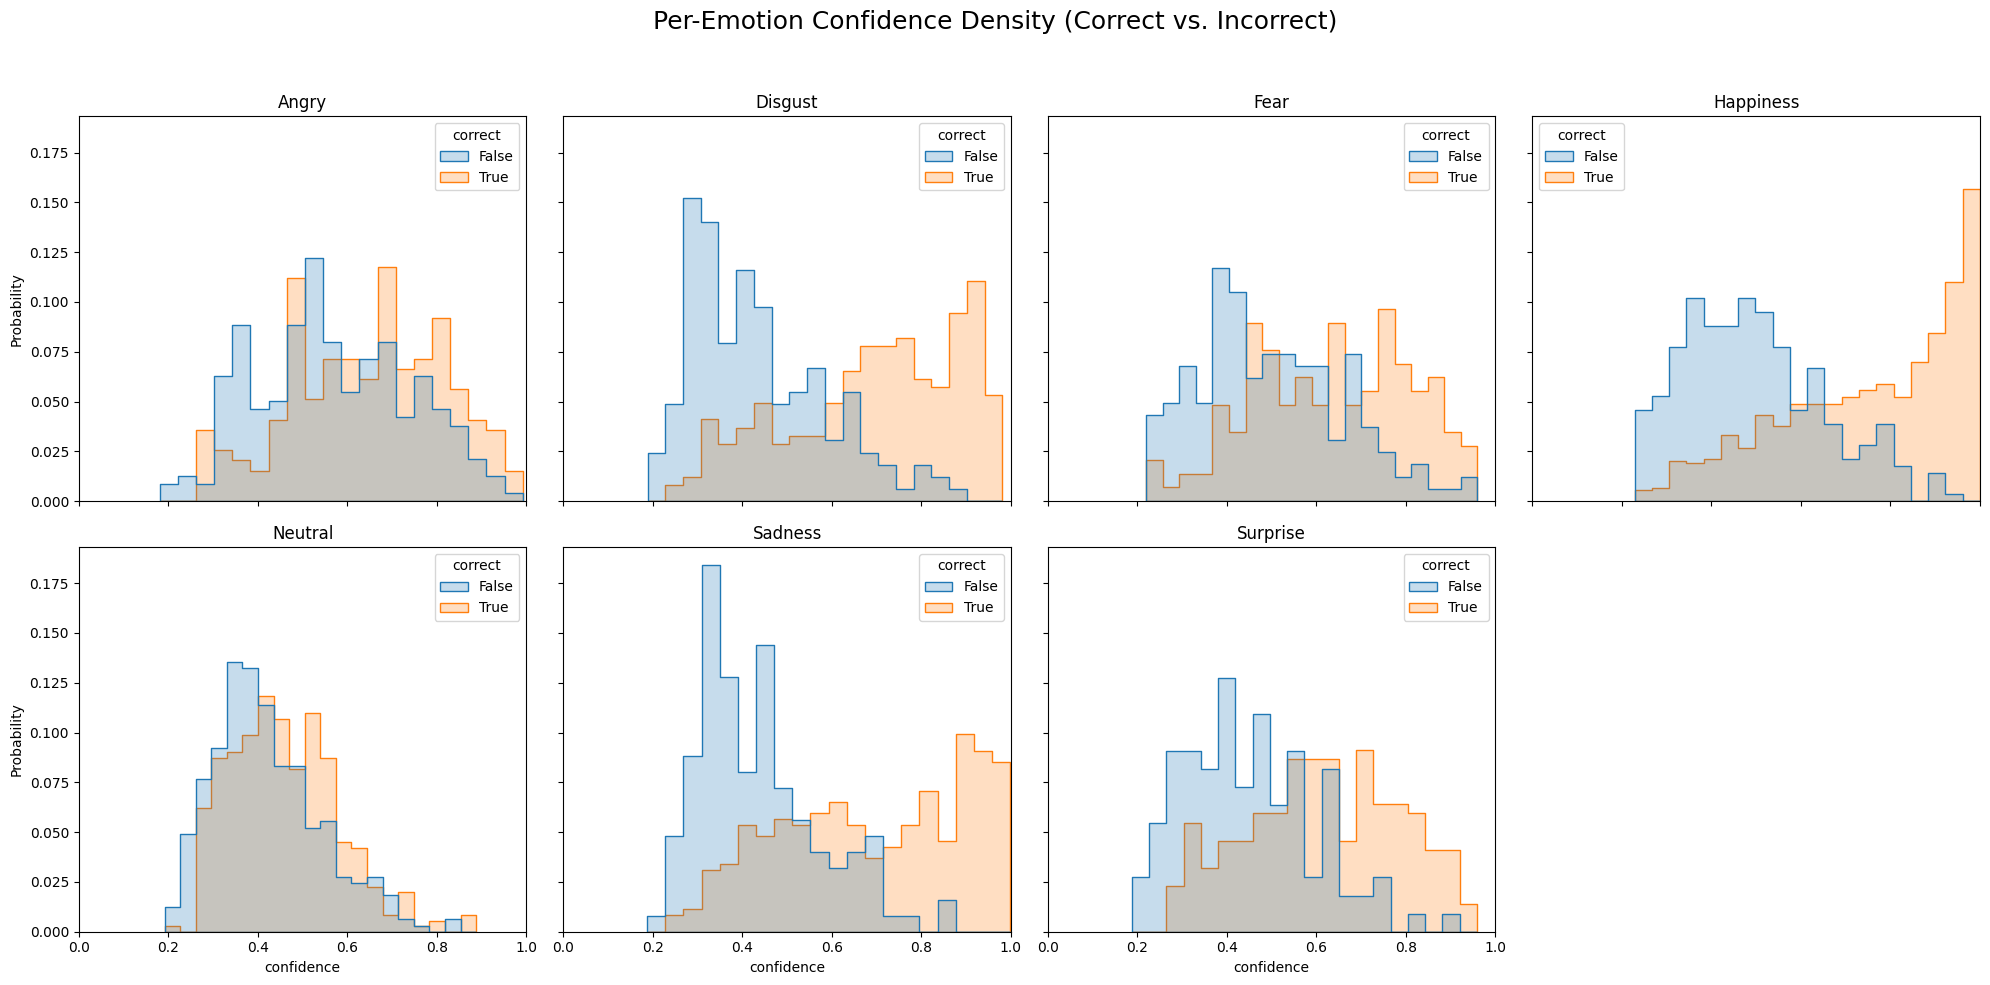 Per-Emotion Confidence Density (Correct vs. Incorrect)
Angry
Disgust
Fear
Happiness
Probability
0.175
0.150
0.125
0.100
0.075
0.050
0.025
0.000
correct
False
True
correct
False
True
correct
False
True
correct
False
True
Neutral
Sadness
Surprise
Probability
0.175
0.150
0.125
0.100
0.075
0.050
0.025
0.000
correct
False
True
correct
False
True
correct
False
True
0.0 0.2 0.4 0.6 0.8 1.0
0.0 0.2 0.4 0.6 0.8 1.0
0.0 0.2 0.4 0.6 0.8 1.0
confidence
confidence
confidence